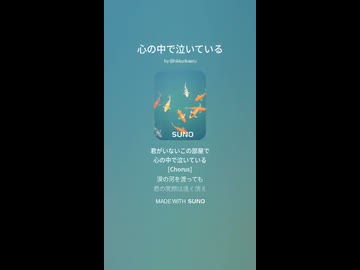 心の中で泣いている
SUNO
君がいないこの部屋で
心の中で泣いている
[Chorus]
涙の河を渡っても
君の笑顔は遠く消え
MADE WITH SUNO